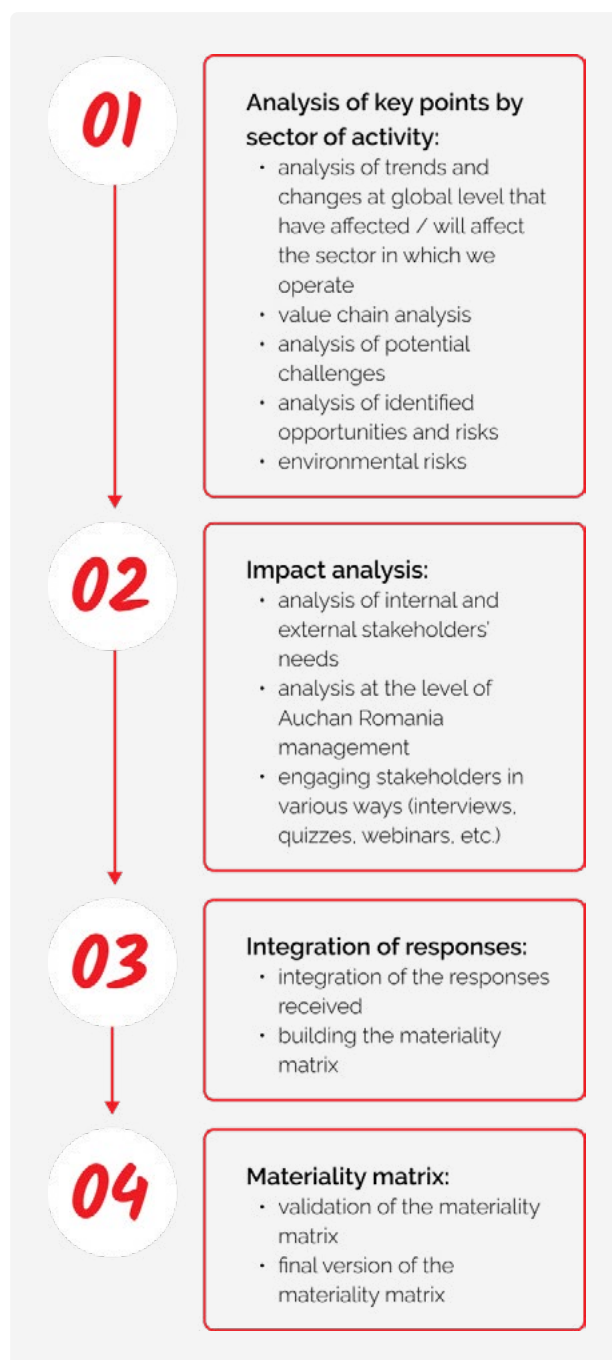 01
Analysis of key points by
sector of activity:
• analysis of trends and
changes at global level that
have affected / will affect
the sector in which we
operate
• value chain analysis
• analysis of potential
challenges
• analysis of identified
opportunities and risks
• environmental risks
02
Impact analysis:
• analysis of internal and
external stakeholders'
needs
• analysis at the level of
Auchan Romania
management
• engaging stakeholders in
various ways (interviews,
quizzes, webinars, etc.)
03
Integration of responses:
• integration of the responses
received
• building the materiality
matrix
04
Materiality matrix:
• validation of the materiality
matrix
• final version of the
materiality matrix